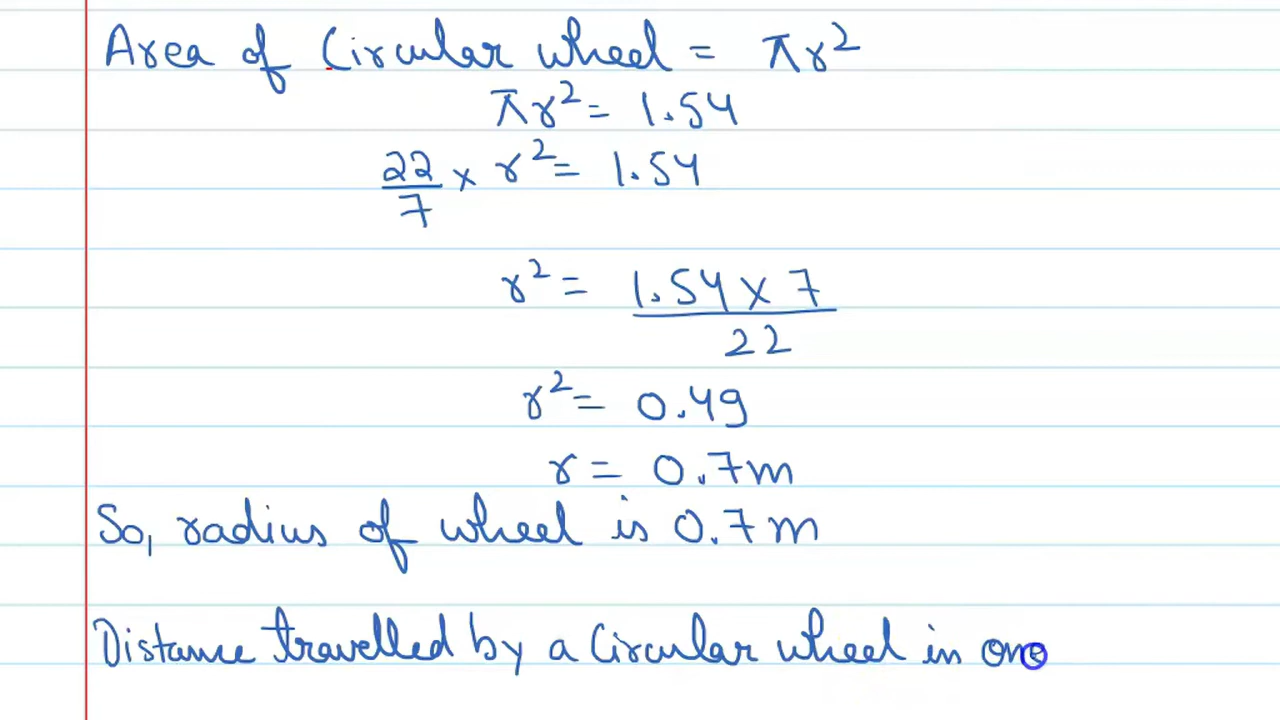 Area of Circular wheel = πr²
πr² = 1.54
22/7 × r² = 1.54
r² = 1.54 × 7 / 22
r² = 0.49
r = 0.7m
So, radius of wheel is 0.7m
Distance travelled by a Circular wheel in one